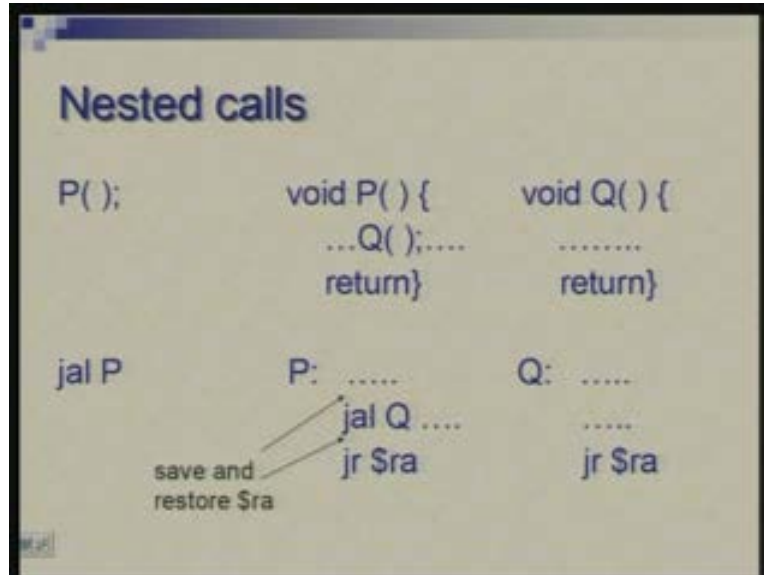 Nested calls
P( );
void P( ) {
...Q( );....
return}
void Q( ) {
........
return}
jal P
P: .....
jal Q ....
jr $ra
Q: .....
.....
jr $ra
save and
restore $ra